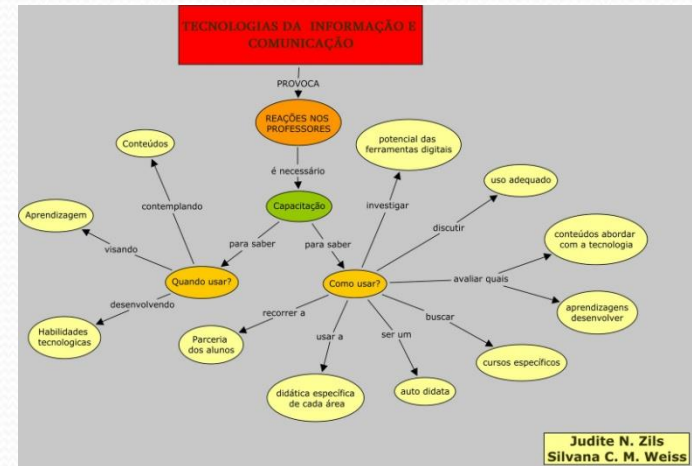 TECNOLOGIAS DA INFORMAÇÃO E
COMUNICAÇÃO
PROVOCA
REAÇÕES NOS
PROFESSORES
é necessário
Capacitação
para saber
para saber
Quando usar?
contemplando
Conteúdos
visando
Aprendizagem
desenvolvendo
Habilidades
tecnologicas
Como usar?
investigar
potencial das
ferramentas digitais
discutir
uso adequado
avaliar quais
conteúdos abordar
com a tecnologia
aprendizagens
desenvolver
buscar
cursos específicos
ser um
auto didata
usar a
didática específica
de cada área
recorrer a
Parceria
dos alunos
Judite N. Zils
Silvana C. M. Weiss